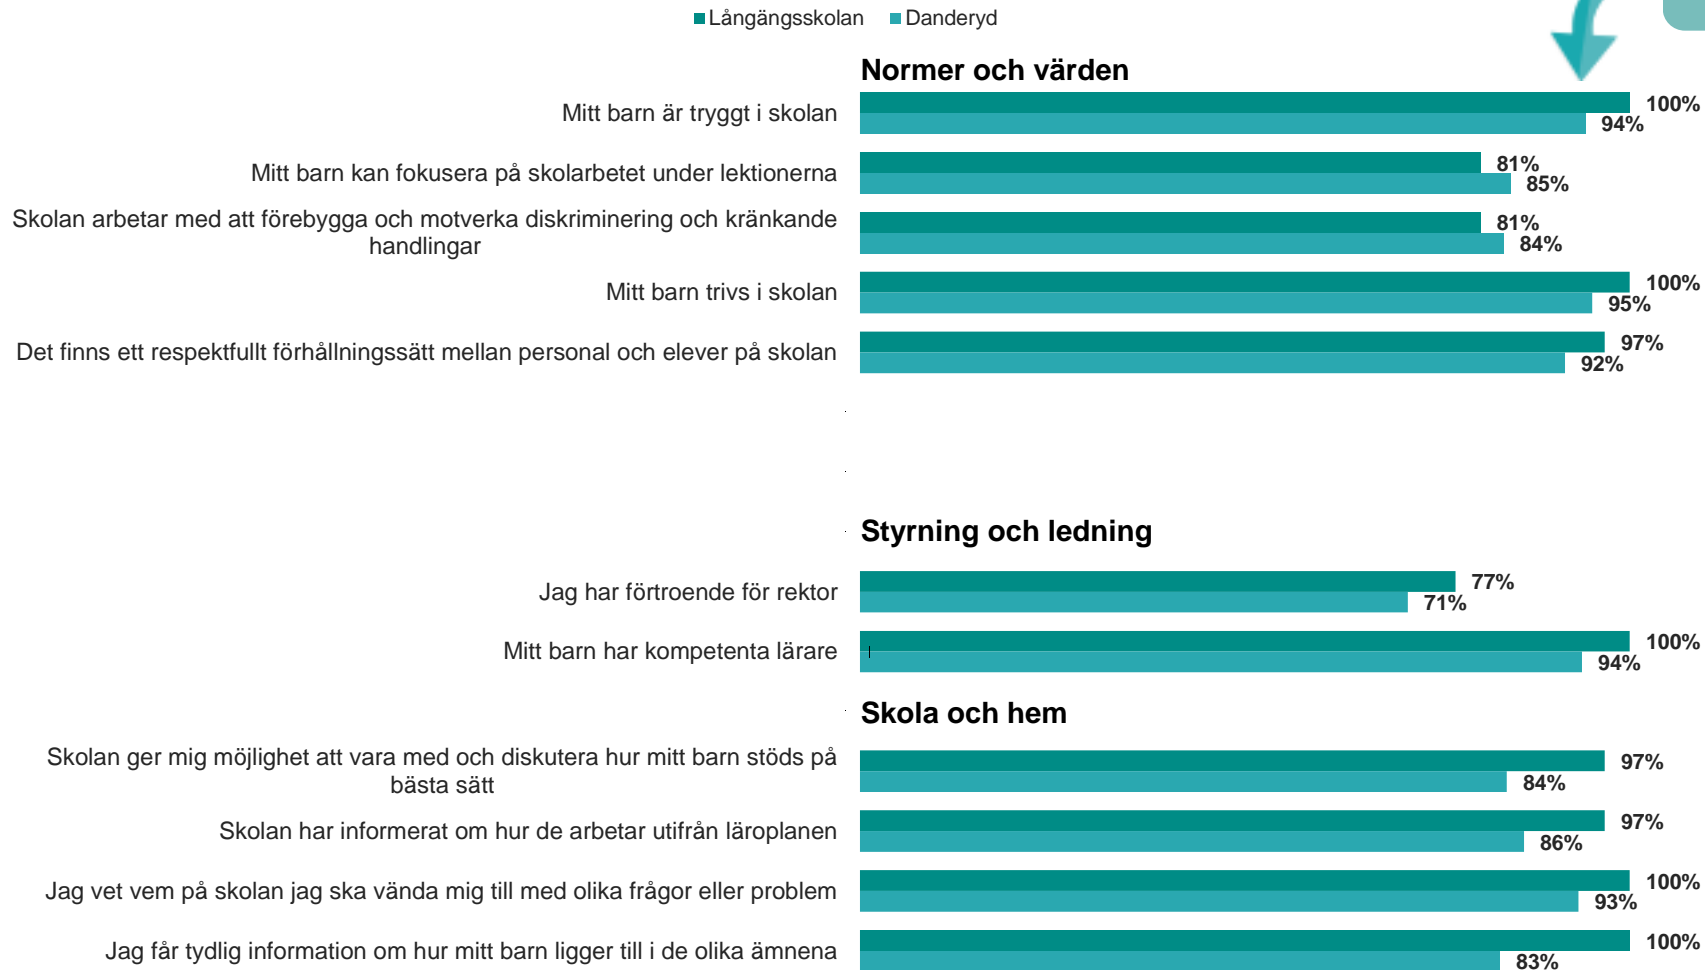 Långängsskolan Danderyd
Normer och värden
Mitt barn är tryggt i skolan
100%
94%
Mitt barn kan fokusera på skolarbetet under lektionerna
81%
85%
Skolan arbetar med att förebygga och motverka diskriminering och kränkande
handlingar
81%
84%
Mitt barn trivs i skolan
100%
95%
Det finns ett respektfullt förhållningssätt mellan personal och elever på skolan
97%
92%
Styrning och ledning
Jag har förtroende för rektor
77%
71%
Mitt barn har kompetenta lärare
100%
94%
Skola och hem
Skolan ger mig möjlighet att vara med och diskutera hur mitt barn stöds på
bästa sätt
97%
84%
Skolan har informerat om hur de arbetar utifrån läroplanen
97%
86%
Jag vet vem på skolan jag ska vända mig till med olika frågor eller problem
100%
93%
Jag får tydlig information om hur mitt barn ligger till i de olika ämnena
100%
83%